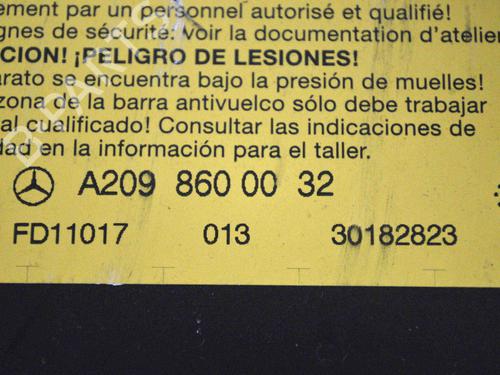 ement par un personnel autorisé et qualifié!
gnes de sécurité: voir la documentation d'atelier
CION! ¡PELIGRO DE LESIONES!
arato se encuentra bajo la presión de muelles!
zona de la barra antivuelco sólo debe trabajar
al cualificado! Consultar las indicaciones de
dad en la información para el taller.
A209 860 00 32
FD11017 013 30182823